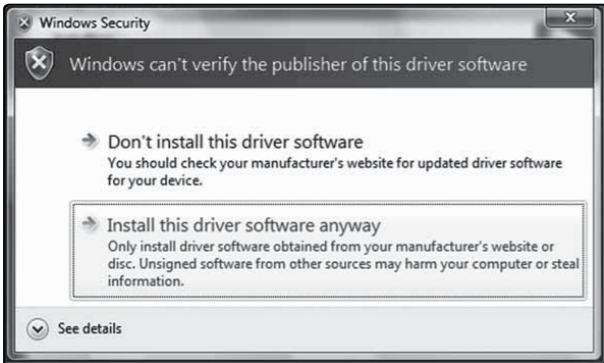 Windows Security
Windows can't verify the publisher of this driver software
Don't install this driver software
You should check your manufacturer's website for updated driver software
for your device.
Install this driver software anyway
Only install driver software obtained from your manufacturer's website or
disc. Unsigned software from other sources may harm your computer or steal
information.
See details